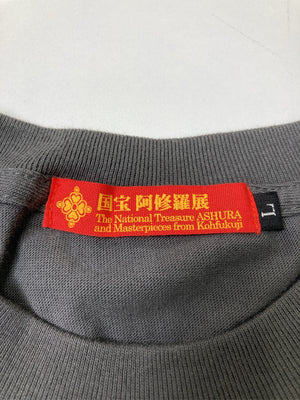 国宝 阿修羅展
The National Treasure ASHURA
and Masterpieces from Kohfukuji
L